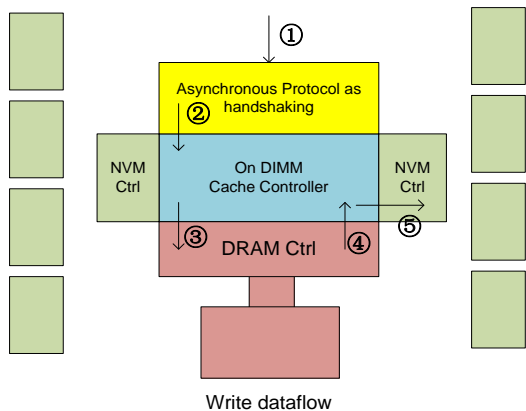 ①
Asynchronous Protocol as
handshaking
②
NVM
Ctrl
On DIMM
Cache Controller
NVM
Ctrl
③
④
⑤
DRAM Ctrl
Write dataflow